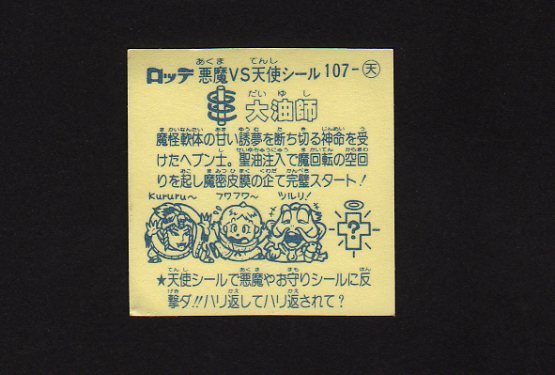 ロッテ 悪魔VS天使シール 107-天
大油師
魔怪軟体の甘い誘夢を断ち切る神命を受
けたヘブン士。聖油注入で魔回転の空回
りを起し魔密皮膜の企て完璧スタート!
Kururu〜 フワフワ〜 ツルリ!
?
★天使シールで悪魔やお守りシールに反
撃ダ!!ハリ返してハリ返されて?